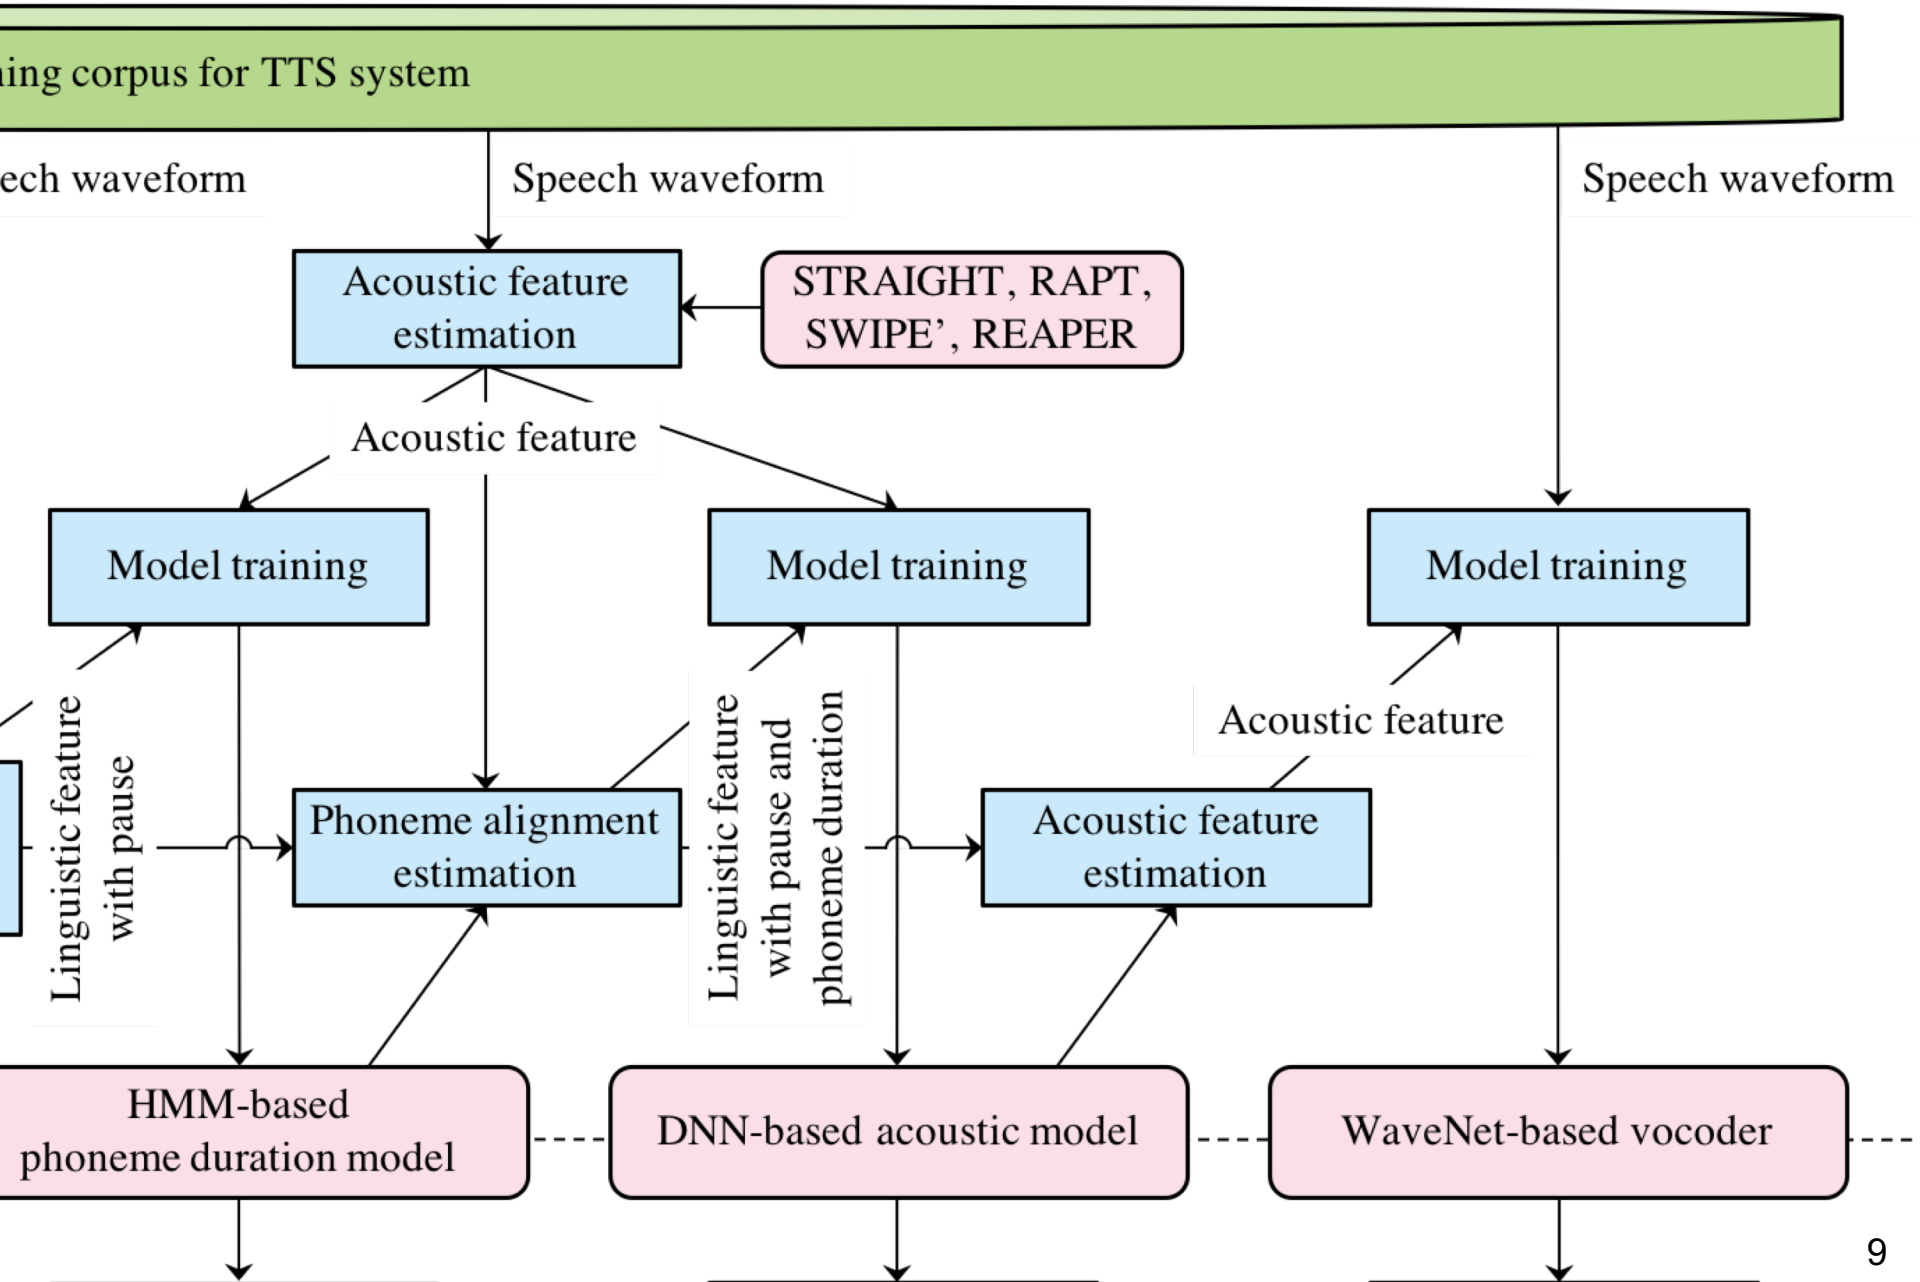 ning corpus for TTS system
ech waveform
Speech waveform
Speech waveform
Acoustic feature
estimation
STRAIGHT, RAPT,
SWIPE’, REAPER
Acoustic feature
Model training
Model training
Model training
Linguistic feature
with pause
Linguistic feature
with pause and
phoneme duration
Acoustic feature
Phoneme alignment
estimation
Acoustic feature
estimation
HMM-based
phoneme duration model
DNN-based acoustic model
WaveNet-based vocoder
9